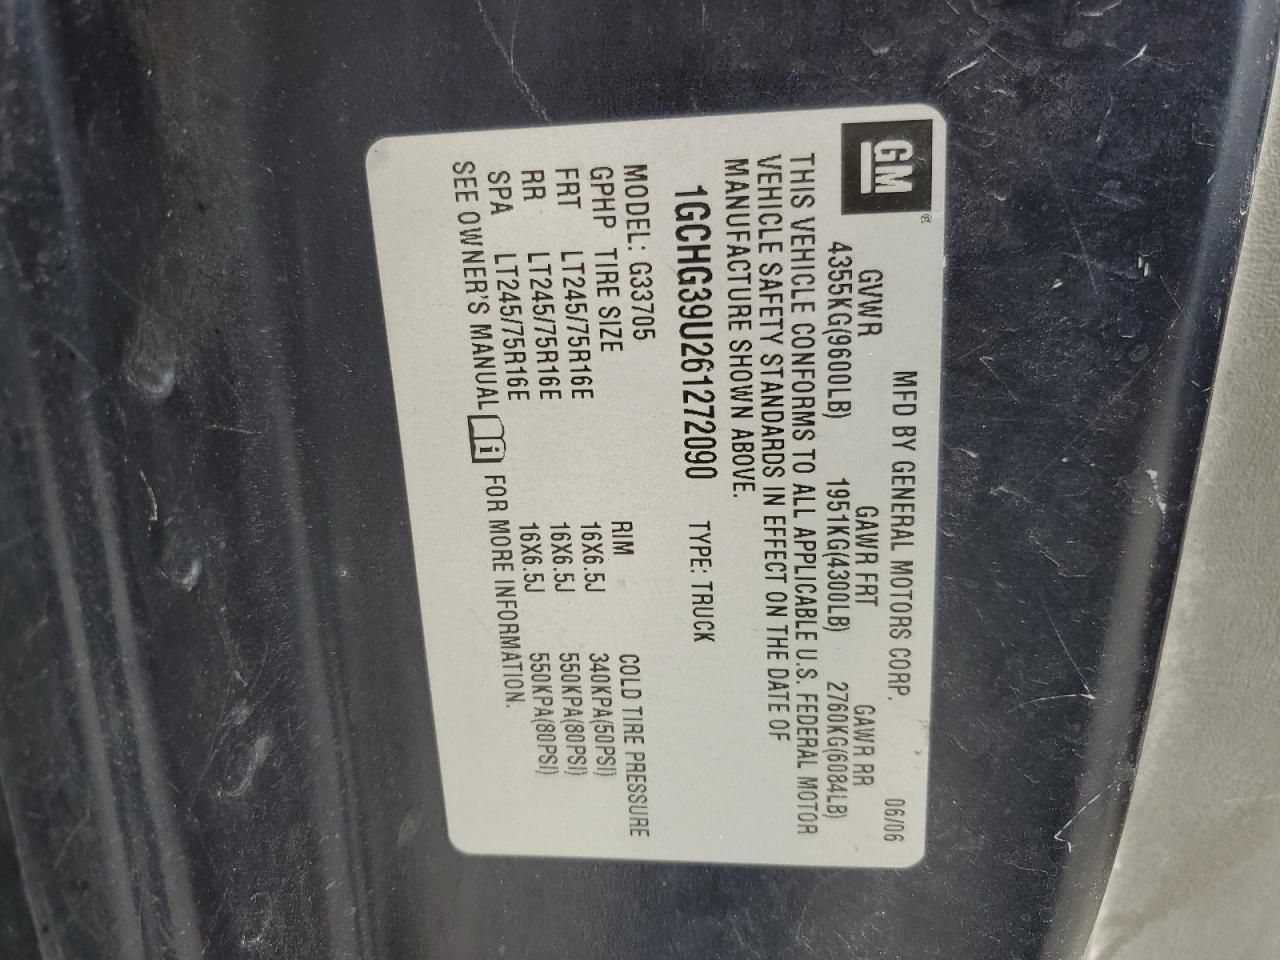 GM®
MFD BY GENERAL MOTORS CORP. 06/06
GVWR GAWR FRT GAWR RR
4355KG(9600LB) 1951KG(4300LB) 2760KG(6084LB)
THIS VEHICLE CONFORMS TO ALL APPLICABLE U.S. FEDERAL MOTOR
VEHICLE SAFETY STANDARDS IN EFFECT ON THE DATE OF
MANUFACTURE SHOWN ABOVE.
1GCHG39U261272090 TYPE: TRUCK
MODEL: G33705
GPHP TIRE SIZE RIM COLD TIRE PRESSURE
FRT LT245/75R16E 16X6.5J 340KPA(50PSI)
RR LT245/75R16E 16X6.5J 550KPA(80PSI)
SPA LT245/75R16E 16X6.5J 550KPA(80PSI)
SEE OWNER'S MANUAL i FOR MORE INFORMATION.